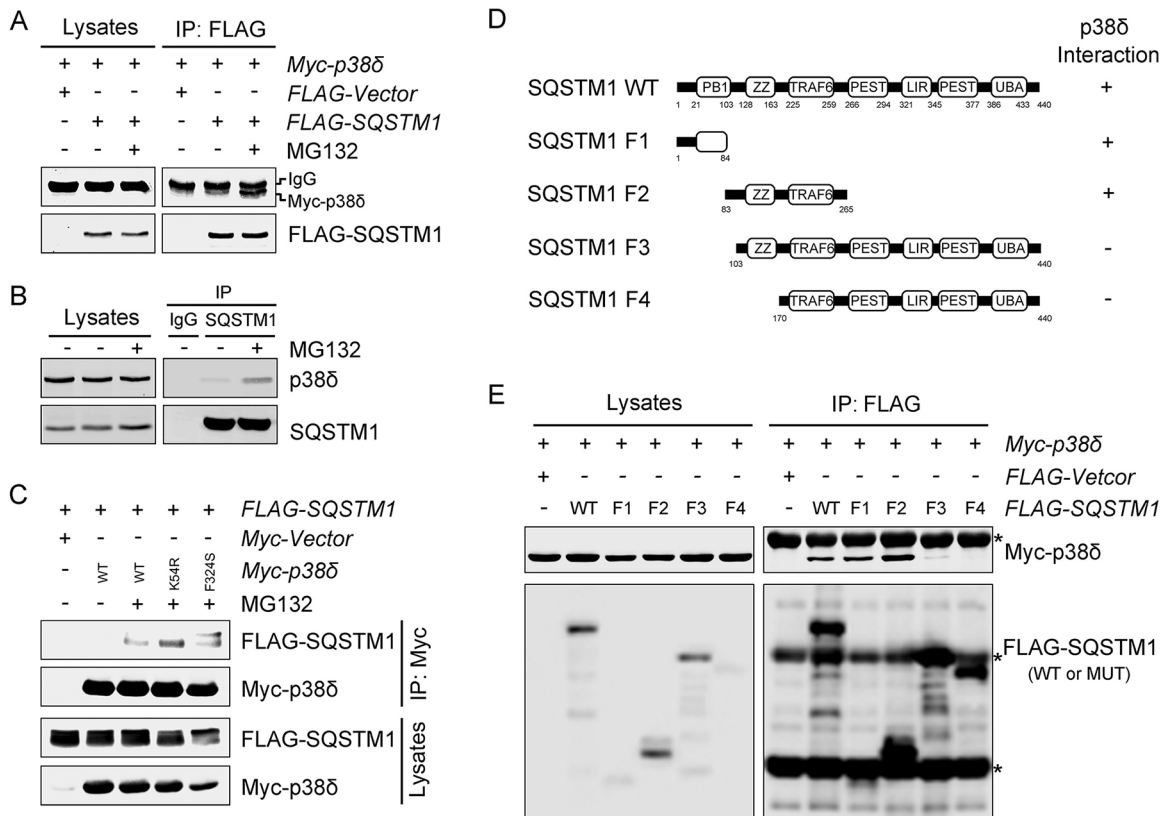 A
Lysates IP: FLAG
+ + + + + + Myc-p38δ
+ - - + - - FLAG-Vector
- + + - + + FLAG-SQSTM1
- - + - - + MG132
IgG
Myc-p38δ
FLAG-SQSTM1
B
IP
Lysates IgG SQSTM1
- - + - - + MG132
p38δ
SQSTM1
C
+ + + + + FLAG-SQSTM1
+ - - - - Myc-Vector
- WT WT K54R F324S Myc-p38δ
- - + + + MG132
FLAG-SQSTM1
Myc-p38δ
IP: Myc
FLAG-SQSTM1
Myc-p38δ
Lysates
D
p38δ
Interaction
SQSTM1 WT PB1 ZZ TRAF6 PEST LIR PEST UBA +
1 21 103 128 163 225 259 266 294 321 345 377 386 433 440
SQSTM1 F1 +
1 84
SQSTM1 F2 ZZ TRAF6 +
83 265
SQSTM1 F3 ZZ TRAF6 PEST LIR PEST UBA -
103 440
SQSTM1 F4 TRAF6 PEST LIR PEST UBA -
170 440
E
Lysates IP: FLAG
+ + + + + + + + + + + + Myc-p38δ
+ - - - - - + - - - - - FLAG-Vetcor
- WT F1 F2 F3 F4 - WT F1 F2 F3 F4 FLAG-SQSTM1
*
Myc-p38δ
* FLAG-SQSTM1
(WT or MUT)
*